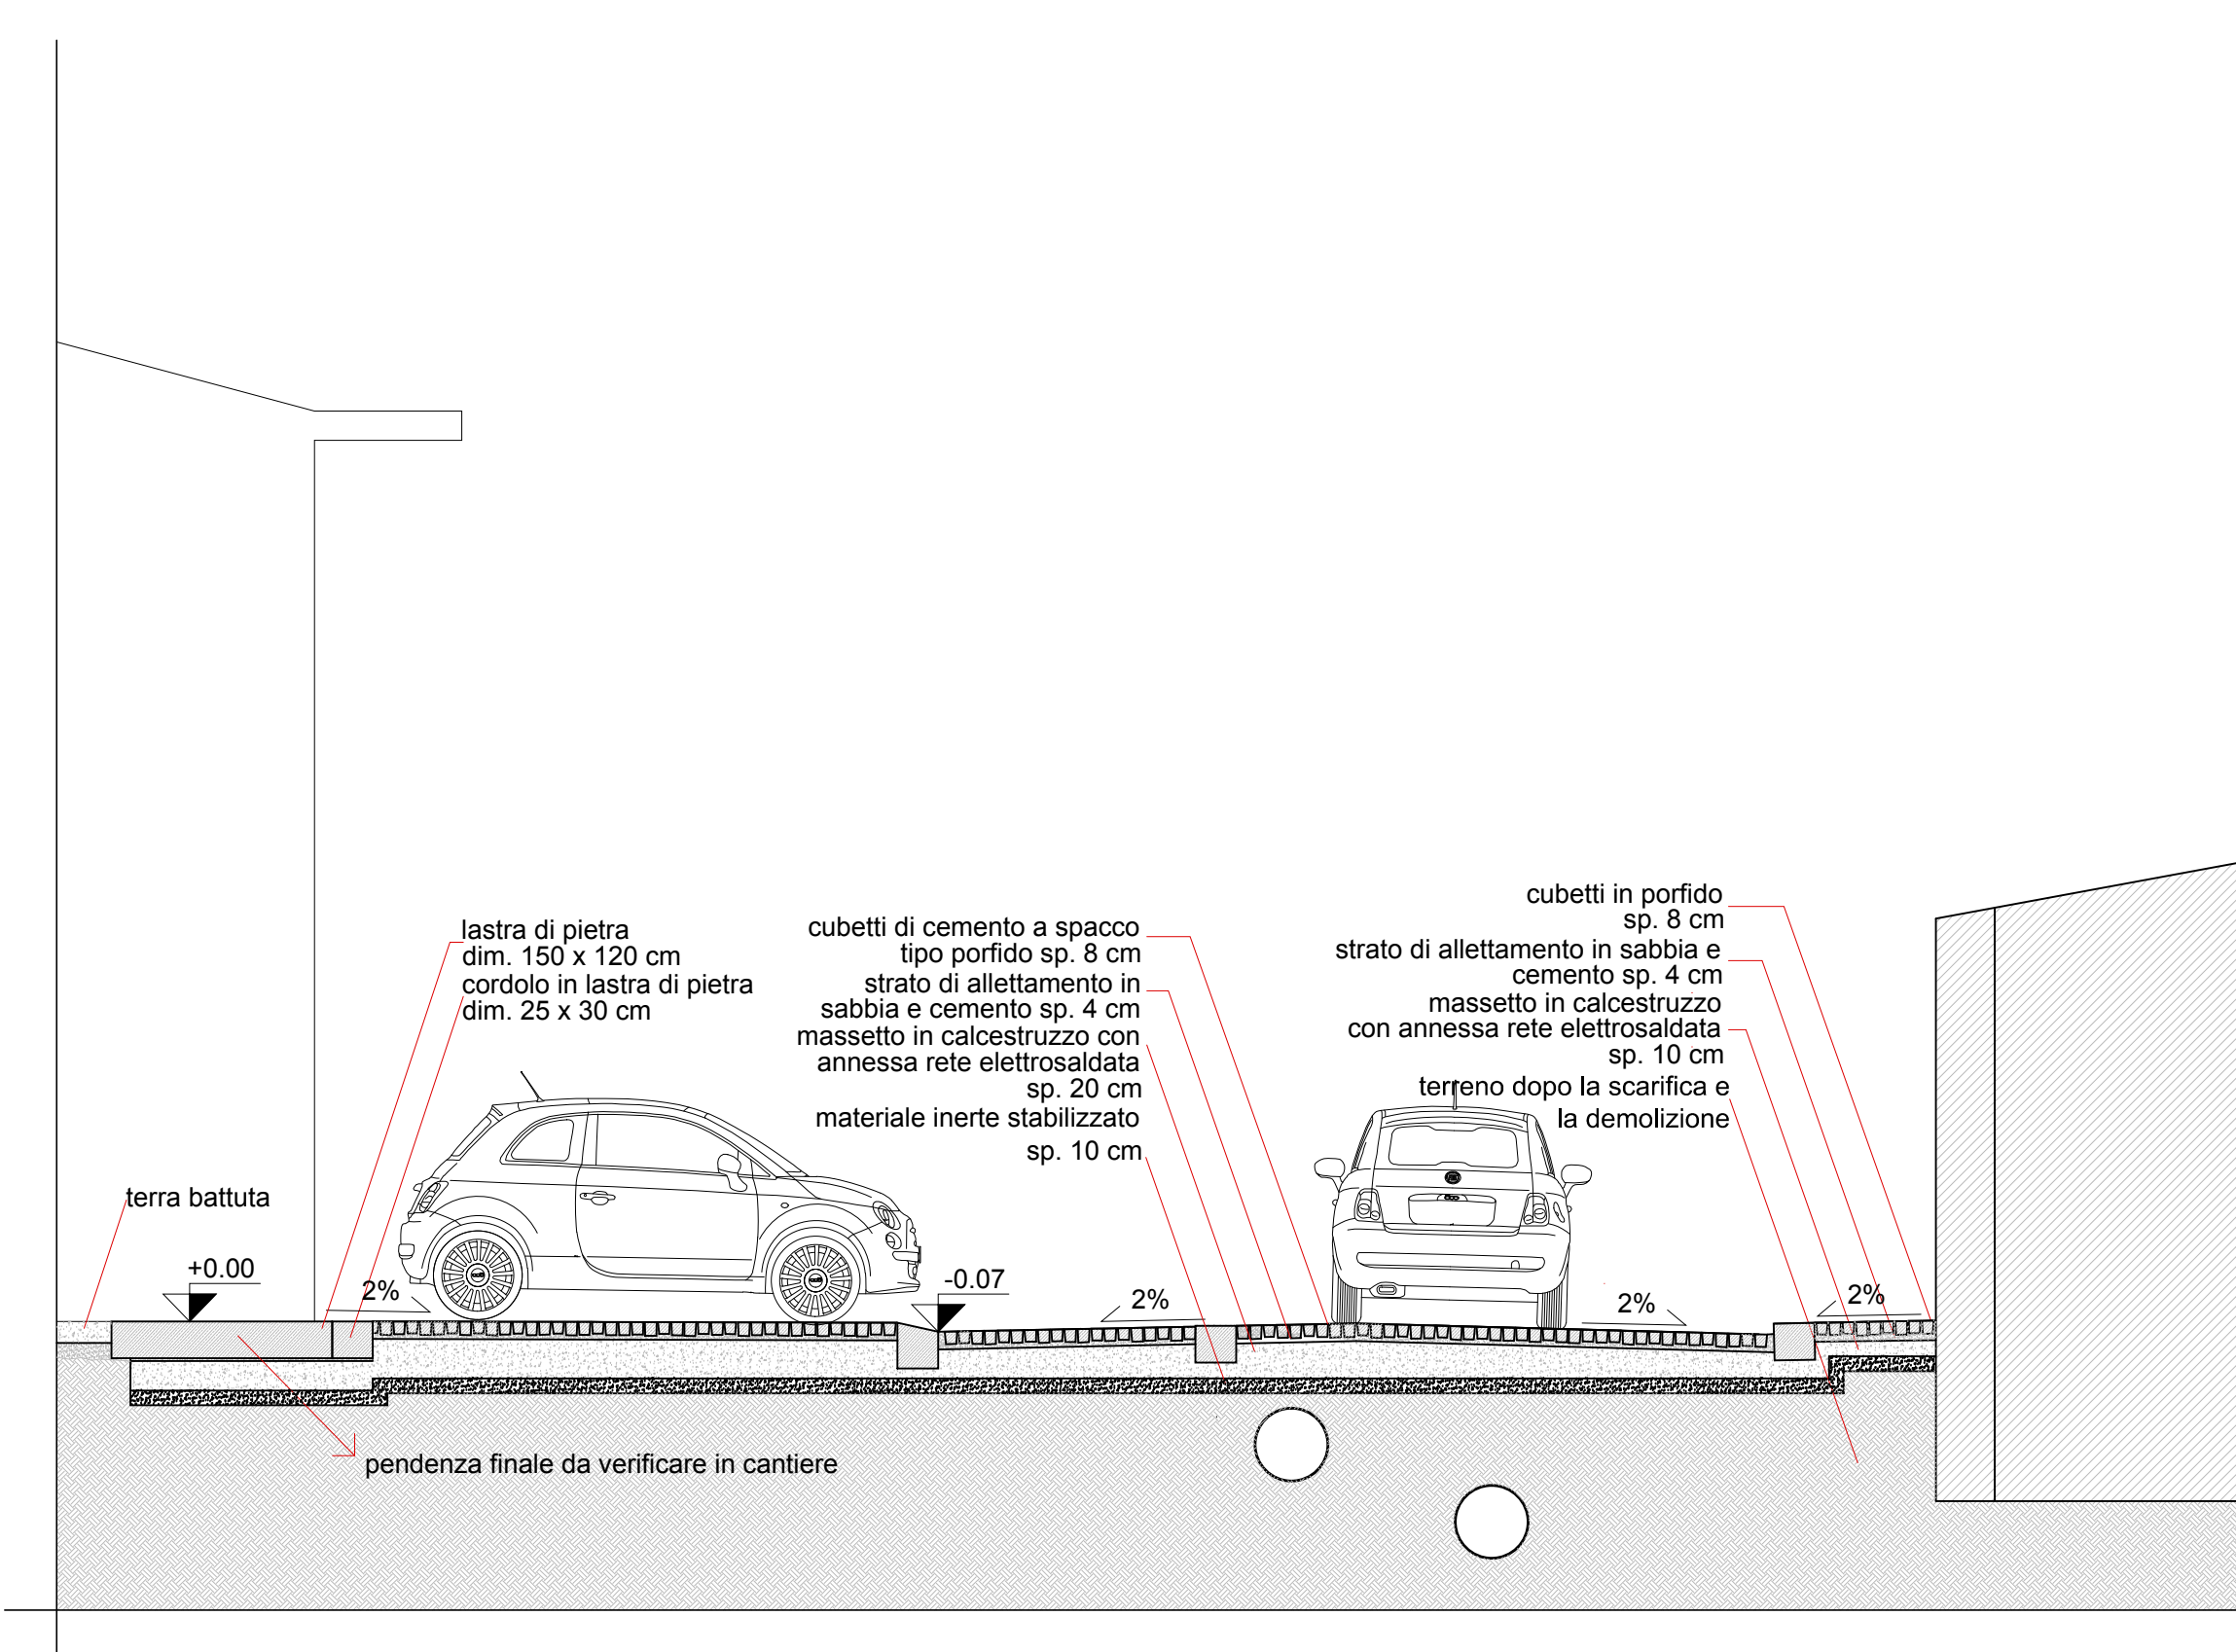 lastra di pietra
dim. 150 x 120 cm
cordolo in lastra di pietra
dim. 25 x 30 cm
cubetti di cemento a spacco
tipo porfido sp. 8 cm
strato di allettamento in
sabbia e cemento sp. 4 cm
massetto in calcestruzzo con
annessa rete elettrosaldata
sp. 20 cm
materiale inerte stabilizzato
sp. 10 cm
cubetti in porfido
sp. 8 cm
strato di allettamento in sabbia e
cemento sp. 4 cm
massetto in calcestruzzo
con annessa rete elettrosaldata
sp. 10 cm
terreno dopo la scarifica e
la demolizione
terra battuta
+0.00
2%
-0.07
2%
2%
2%
pendenza finale da verificare in cantiere